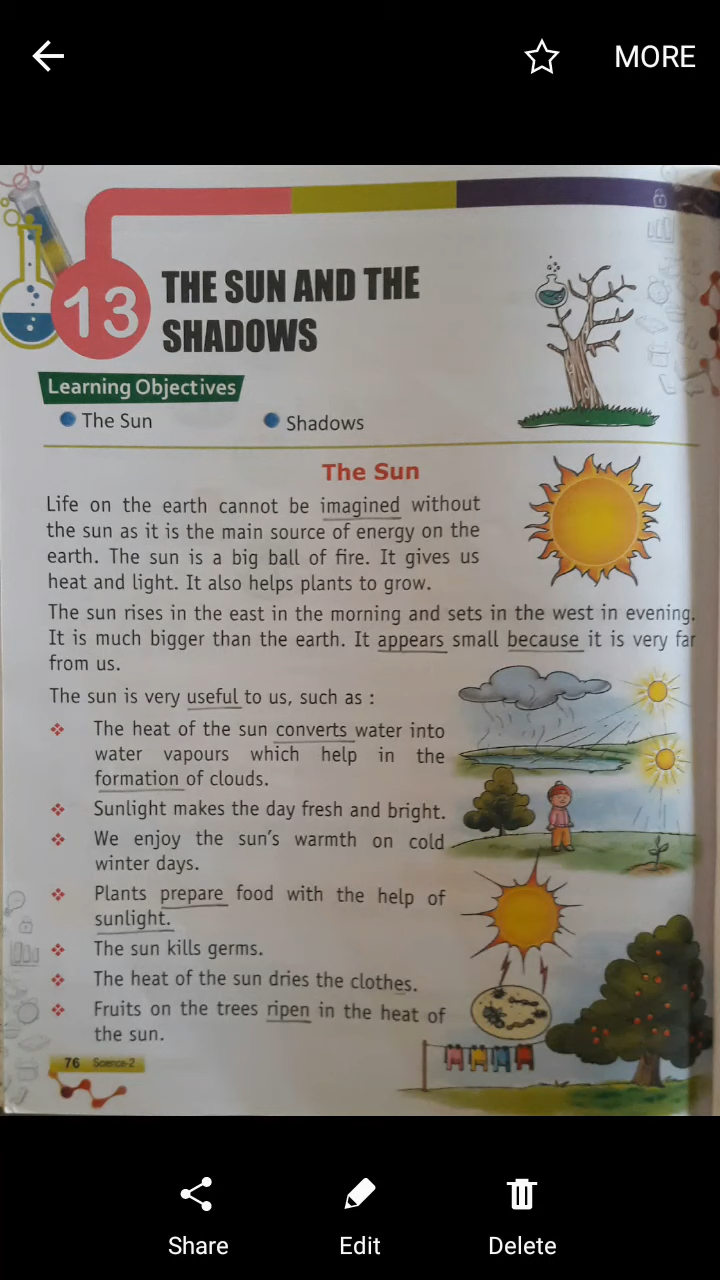 MORE
13
THE SUN AND THE
SHADOWS
Learning Objectives
The Sun
Shadows
The Sun
Life on the earth cannot be imagined without
the sun as it is the main source of energy on the
earth. The sun is a big ball of fire. It gives us
heat and light. It also helps plants to grow.
The sun rises in the east in the morning and sets in the west in evening.
It is much bigger than the earth. It appears small because it is very far
from us.
The sun is very useful to us, such as :
The heat of the sun converts water into
water vapours which help in the
formation of clouds.
Sunlight makes the day fresh and bright.
We enjoy the sun's warmth on cold
winter days.
Plants prepare food with the help of
sunlight.
The sun kills germs.
The heat of the sun dries the clothes.
Fruits on the trees ripen in the heat of
the sun.
76 Science-2
Share Edit Delete